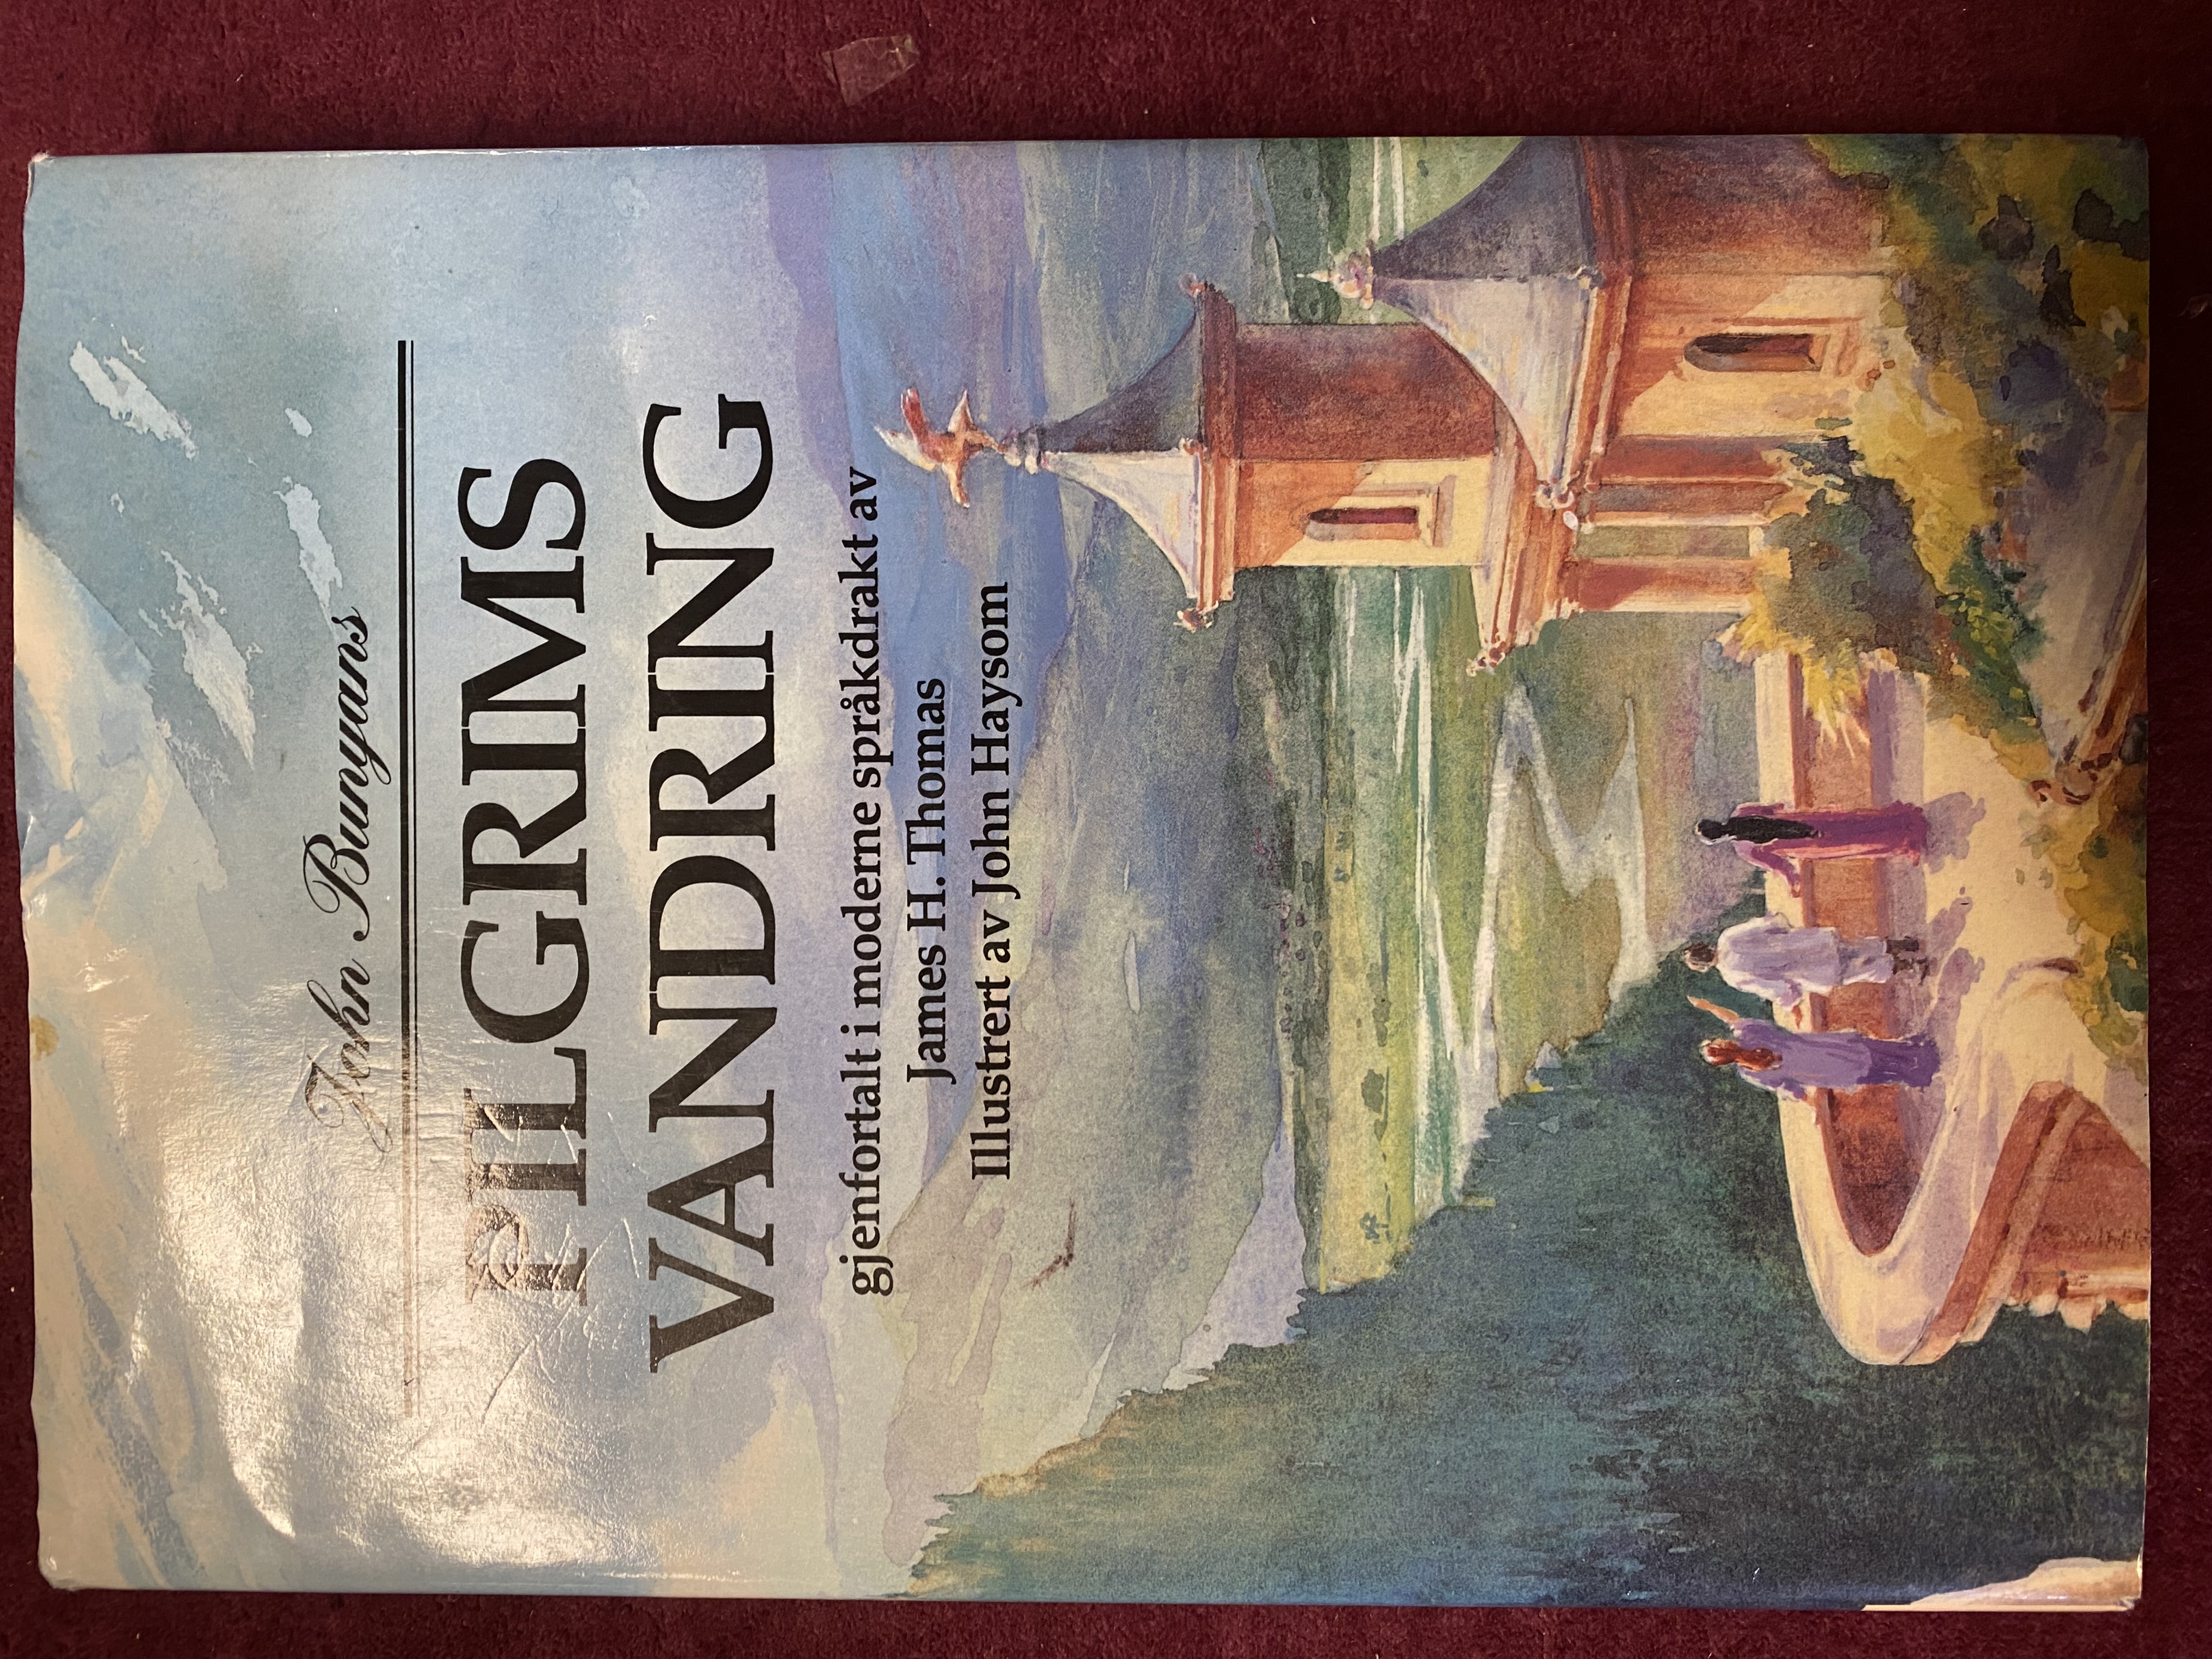 John Bunyans
PILGRIMS
VANDRING
gjenfortalt i moderne språkdrakt av
James H. Thomas
Illustrert av John Haysom